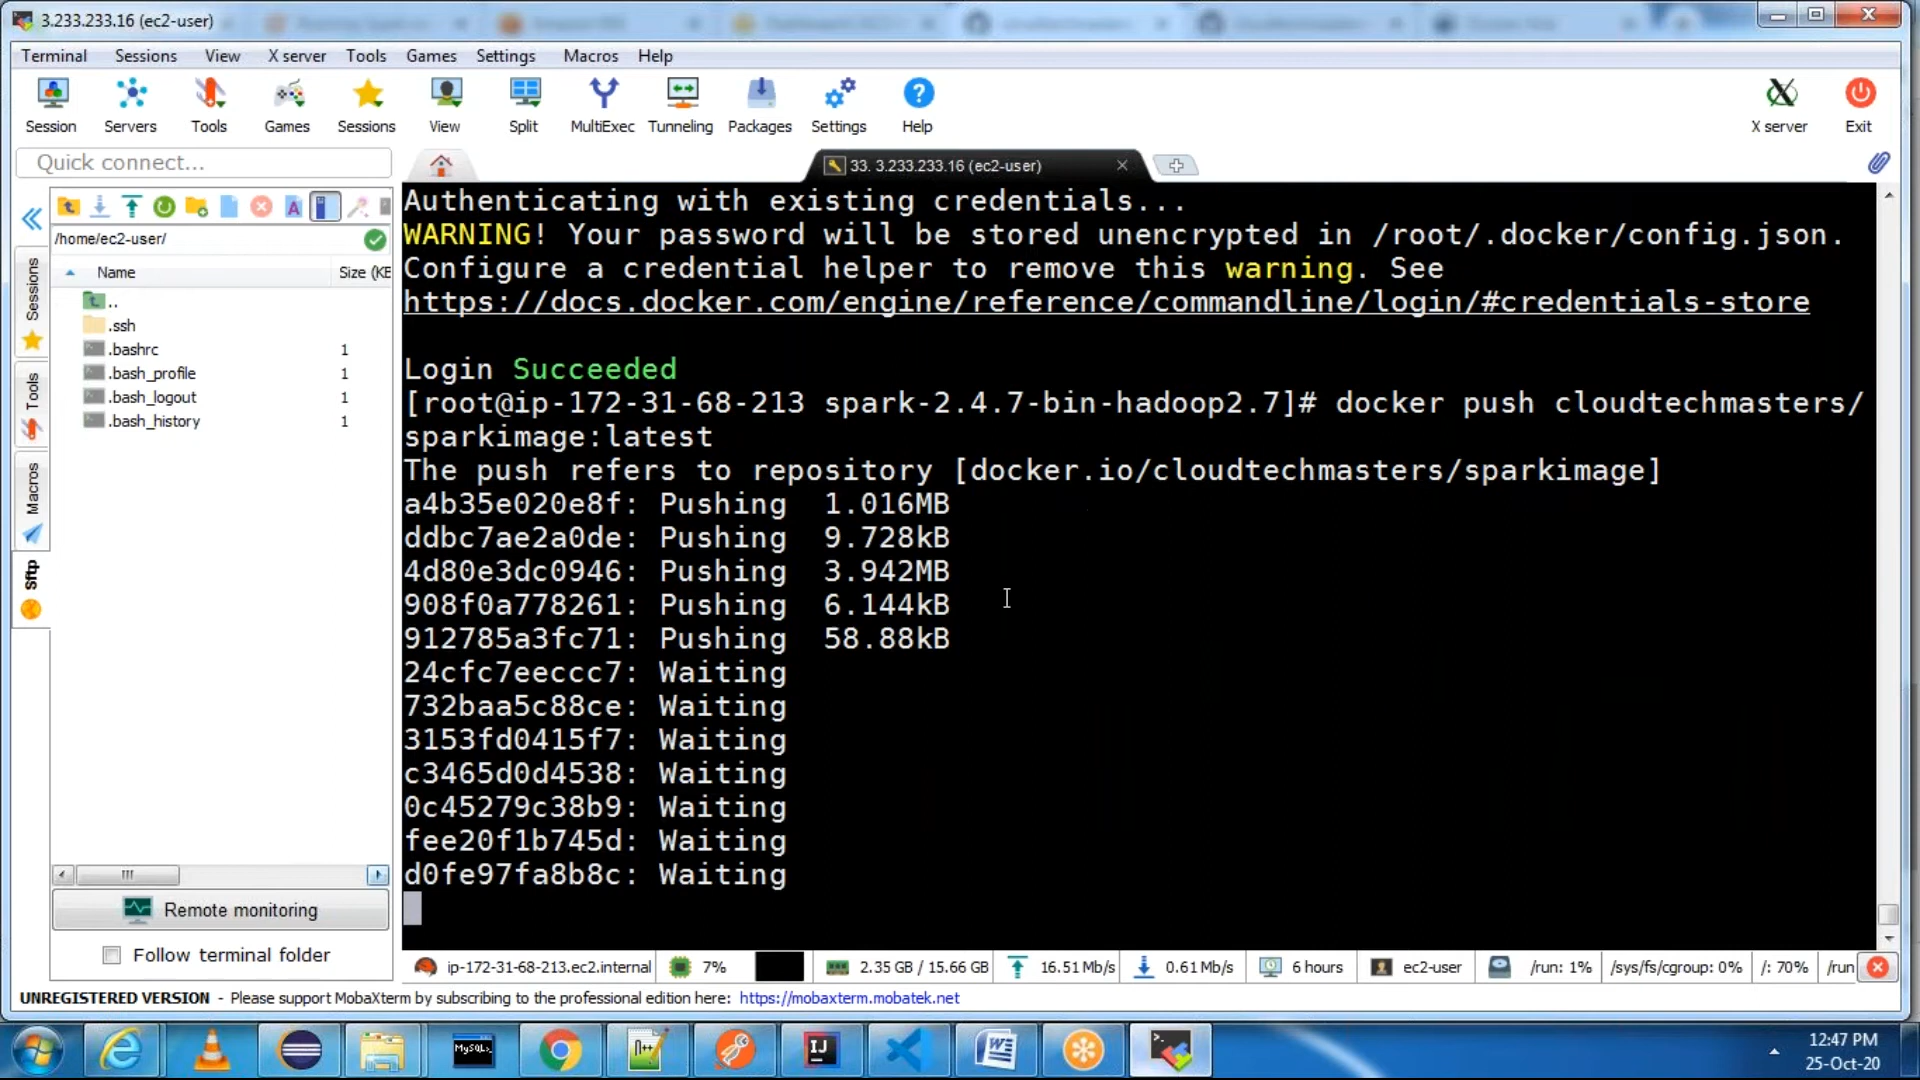 3.233.233.16 (ec2-user)
Terminal Sessions View X server Tools Games Settings Macros Help
Session Servers Tools Games Sessions View Split MultiExec Tunneling Packages Settings Help X server Exit
Quick connect...
33. 3.233.233.16 (ec2-user)
/home/ec2-user/
Name Size (KB
..
.ssh
.bashrc 1
.bash_profile 1
.bash_logout 1
.bash_history 1
Sessions
Tools
Macros
Sftp
Authenticating with existing credentials...
WARNING! Your password will be stored unencrypted in /root/.docker/config.json.
Configure a credential helper to remove this warning. See
https://docs.docker.com/engine/reference/commandline/login/#credentials-store
Login Succeeded
[root@ip-172-31-68-213 spark-2.4.7-bin-hadoop2.7]# docker push cloudtechmasters/
sparkimage:latest
The push refers to repository [docker.io/cloudtechmasters/sparkimage]
a4b35e020e8f: Pushing 1.016MB
ddbc7ae2a0de: Pushing 9.728kB
4d80e3dc0946: Pushing 3.942MB
908f0a778261: Pushing 6.144kB
912785a3fc71: Pushing 58.88kB
24cfc7eeccc7: Waiting
732baa5c88ce: Waiting
3153fd0415f7: Waiting
c3465d0d4538: Waiting
0c45279c38b9: Waiting
fee20f1b745d: Waiting
d0fe97fa8b8c: Waiting
Remote monitoring
Follow terminal folder
ip-172-31-68-213.ec2.internal 7% 2.35 GB / 15.66 GB 16.51 Mb/s 0.61 Mb/s 6 hours ec2-user /run: 1% /sys/fs/cgroup: 0% /: 70% /run
UNREGISTERED VERSION - Please support MobaXterm by subscribing to the professional edition here: https://mobaxterm.mobatek.net
MySQL>
IJ
12:47 PM
25-Oct-20